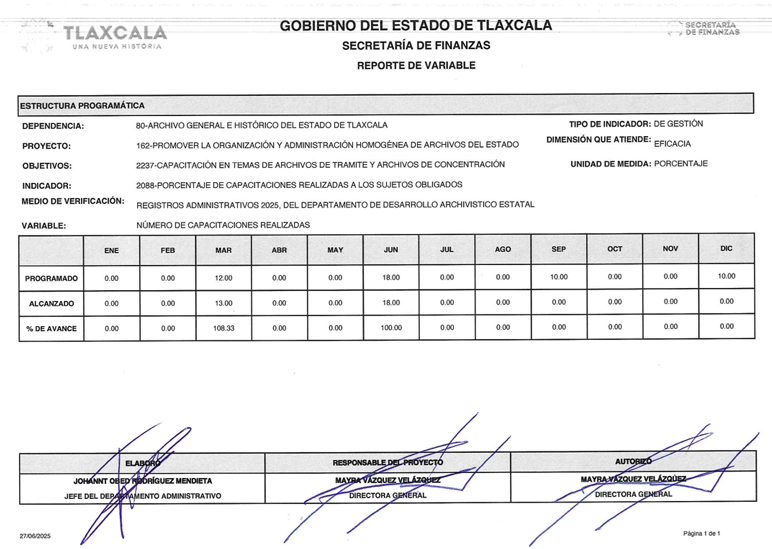 TLAXCALA
UNA NUEVA HISTORIA
GOBIERNO DEL ESTADO DE TLAXCALA
SECRETARÍA DE FINANZAS
REPORTE DE VARIABLE
SECRETARÍA
DE FINANZAS
ESTRUCTURA PROGRAMÁTICA
DEPENDENCIA: 80-ARCHIVO GENERAL E HISTÓRICO DEL ESTADO DE TLAXCALA TIPO DE INDICADOR: DE GESTIÓN
PROYECTO: 162-PROMOVER LA ORGANIZACIÓN Y ADMINISTRACIÓN HOMOGÉNEA DE ARCHIVOS DEL ESTADO DIMENSIÓN QUE ATIENDE: EFICACIA
OBJETIVOS: 2237-CAPACITACIÓN EN TEMAS DE ARCHIVOS DE TRAMITE Y ARCHIVOS DE CONCENTRACIÓN UNIDAD DE MEDIDA: PORCENTAJE
INDICADOR: 2088-PORCENTAJE DE CAPACITACIONES REALIZADAS A LOS SUJETOS OBLIGADOS
MEDIO DE VERIFICACIÓN: REGISTROS ADMINISTRATIVOS 2025, DEL DEPARTAMENTO DE DESARROLLO ARCHIVISTICO ESTATAL
VARIABLE: NÚMERO DE CAPACITACIONES REALIZADAS
ENE FEB MAR ABR MAY JUN JUL AGO SEP OCT NOV DIC
PROGRAMADO 0.00 0.00 12.00 0.00 0.00 18.00 0.00 0.00 10.00 0.00 0.00 10.00
ALCANZADO 0.00 0.00 13.00 0.00 0.00 18.00 0.00 0.00 0.00 0.00 0.00 0.00
% DE AVANCE 0.00 0.00 108.33 0.00 0.00 100.00 0.00 0.00 0.00 0.00 0.00 0.00
ELABORÓ RESPONSABLE DEL PROYECTO AUTORIZÓ
JOHANNT OBED RODRÍGUEZ MENDIETA MAYRA VÁZQUEZ VELÁZQUEZ MAYRA VÁZQUEZ VELÁZQUEZ
JEFE DEL DEPARTAMENTO ADMINISTRATIVO DIRECTORA GENERAL DIRECTORA GENERAL
27/06/2025 Página 1 de 1